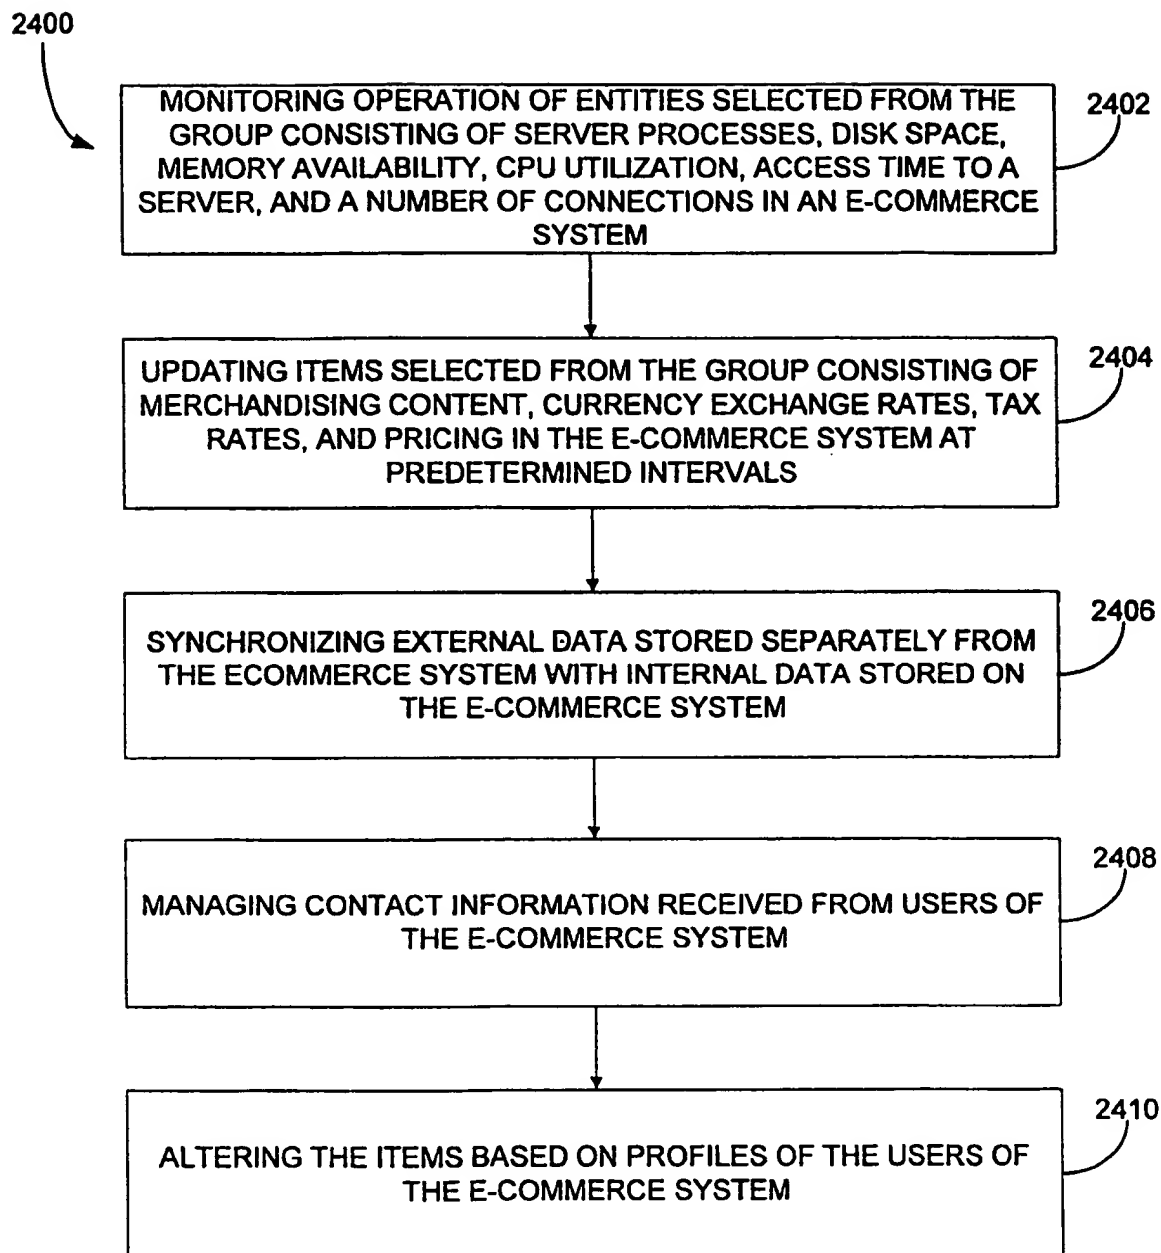 2400
MONITORING OPERATION OF ENTITIES SELECTED FROM THE
GROUP CONSISTING OF SERVER PROCESSES, DISK SPACE,
MEMORY AVAILABILITY, CPU UTILIZATION, ACCESS TIME TO A
SERVER, AND A NUMBER OF CONNECTIONS IN AN E-COMMERCE
SYSTEM
2402
UPDATING ITEMS SELECTED FROM THE GROUP CONSISTING OF
MERCHANDISING CONTENT, CURRENCY EXCHANGE RATES, TAX
RATES, AND PRICING IN THE E-COMMERCE SYSTEM AT
PREDETERMINED INTERVALS
2404
SYNCHRONIZING EXTERNAL DATA STORED SEPARATELY FROM
THE ECOMMERCE SYSTEM WITH INTERNAL DATA STORED ON
THE E-COMMERCE SYSTEM
2406
MANAGING CONTACT INFORMATION RECEIVED FROM USERS OF
THE E-COMMERCE SYSTEM
2408
ALTERING THE ITEMS BASED ON PROFILES OF THE USERS OF
THE E-COMMERCE SYSTEM
2410